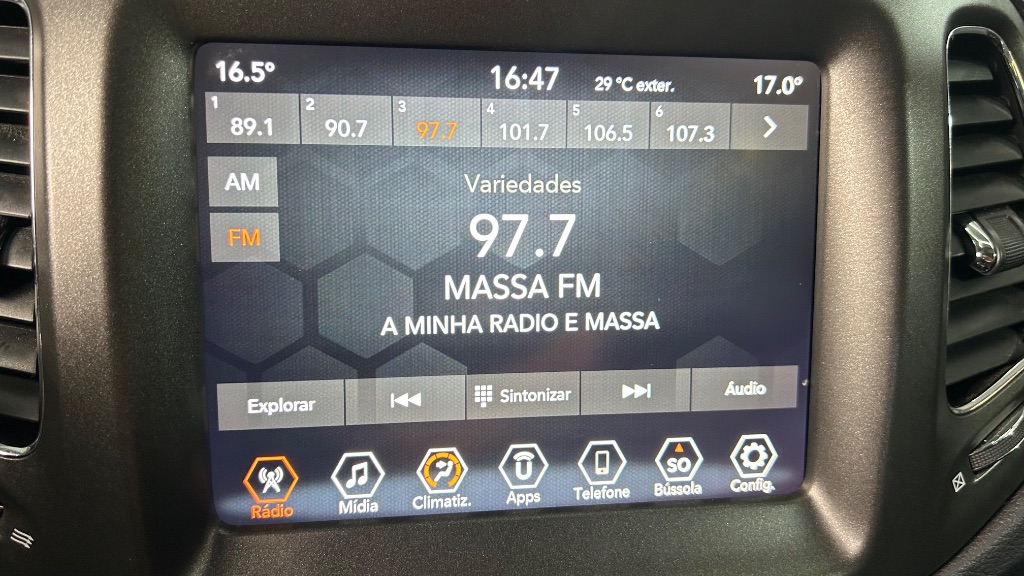 16.5° 16:47 29 °C exter. 17.0°
1 2 3 4 5 6
89.1 90.7 97.7 101.7 106.5 107.3
AM
Variedades
FM
97.7
MASSA FM
A MINHA RADIO E MASSA
Explorar Sintonizar Áudio
SO
Rádio Mídia Climatiz. Apps Telefone Bússola Config.